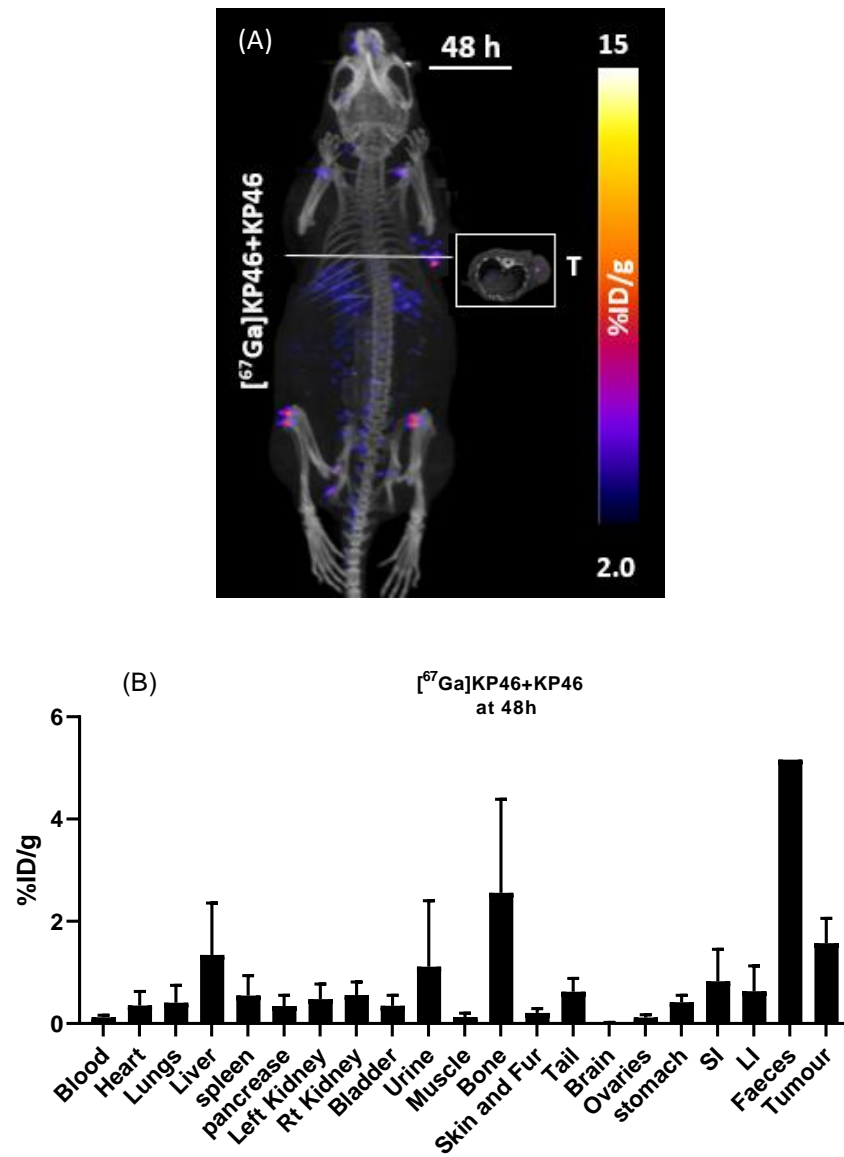 (A)
48 h
15
[⁶⁷Ga]KP46+KP46
T
%ID/g
2.0
(B)
[⁶⁷Ga]KP46+KP46
at 48h
6
4
2
0
%ID/g
Blood
Heart
Lungs
Liver
spleen
pancrease
Left Kidney
Rt Kidney
Bladder
Urine
Muscle
Bone
Skin and Fur
Tail
Brain
Ovaries
stomach
SI
LI
Faeces
Tumour